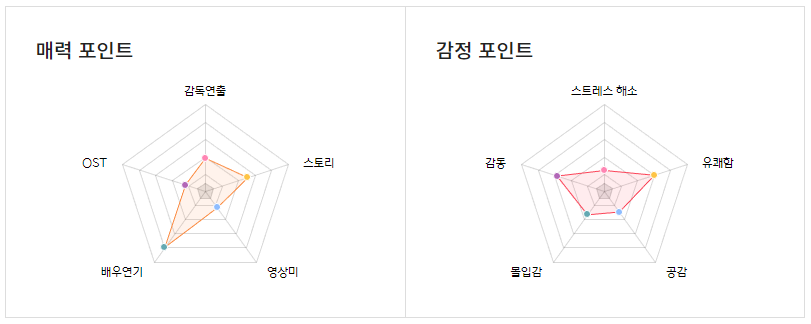 매력 포인트
감독연출
OST
스토리
배우연기
영상미
감정 포인트
스트레스 해소
감동
유쾌함
몰입감
공감